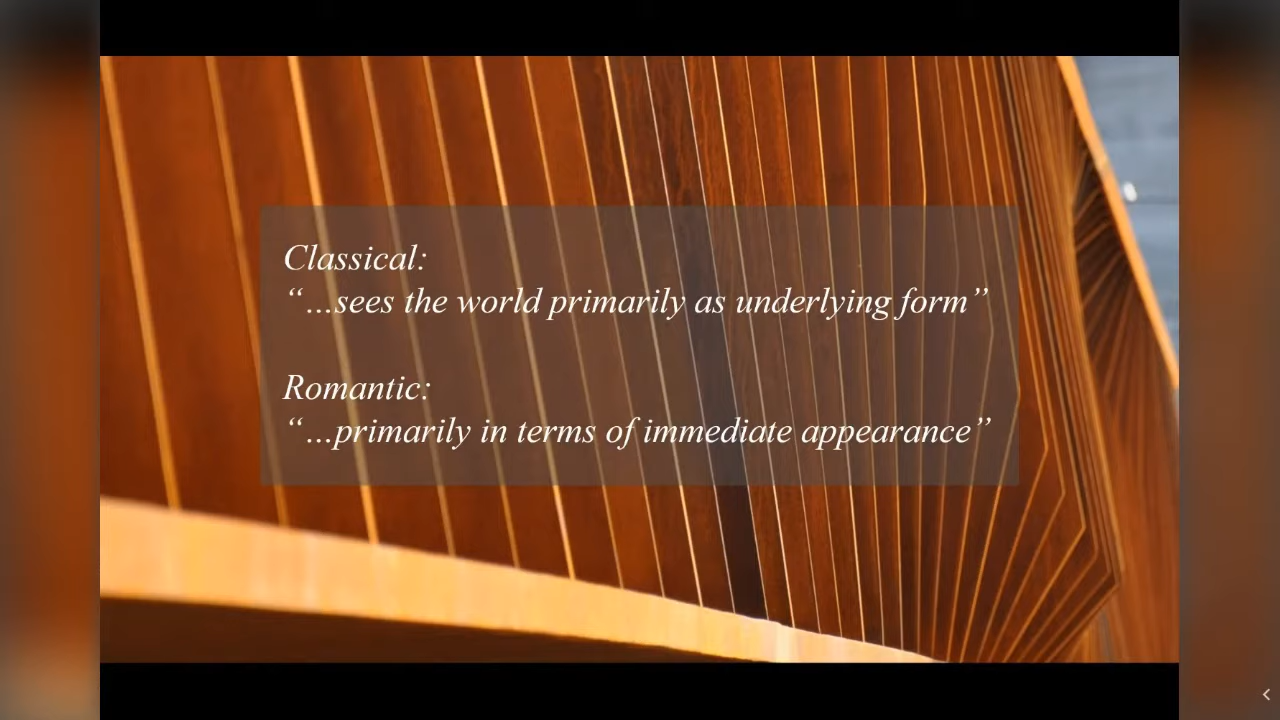 Classical:
“…sees the world primarily as underlying form”
Romantic:
“…primarily in terms of immediate appearance”